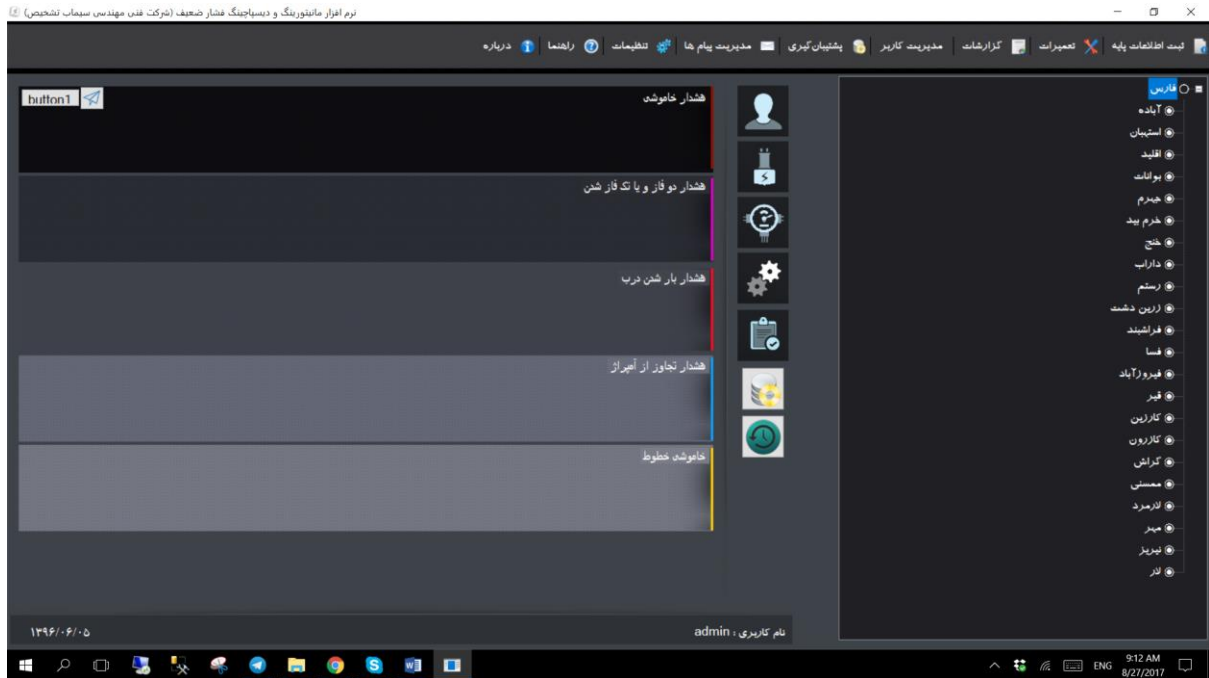 نرم افزار مانیتورینگ و دیسپاچینگ فشار ضعیف (شرکت فنی مهندسی سیماب تشخیص)
ثبت اطلاعات پایه
تعمیرات
گزارشات
مدیریت کاربر
پشتیبان گیری
مدیریت پیام ها
تنظیمات
راهنما
درباره
فارس
آباده
استهبان
اقلید
بوانات
جهرم
خرم بید
خنج
داراب
رستم
زرین دشت
فراشبند
فسا
فیروزآباد
قیر
کارزین
کازرون
گراش
ممسنی
لامرد
مهر
نیریز
لار
هشدار خاموشی
button1
هشدار دو فاز و یا تک فاز شدن
هشدار باز شدن درب
هشدار تجاوز از آمپراژ
خاموشی خطوط
نام کاربری : admin
۱۳۹۶/۰۶/۰۵
ENG
9:12 AM
8/27/2017